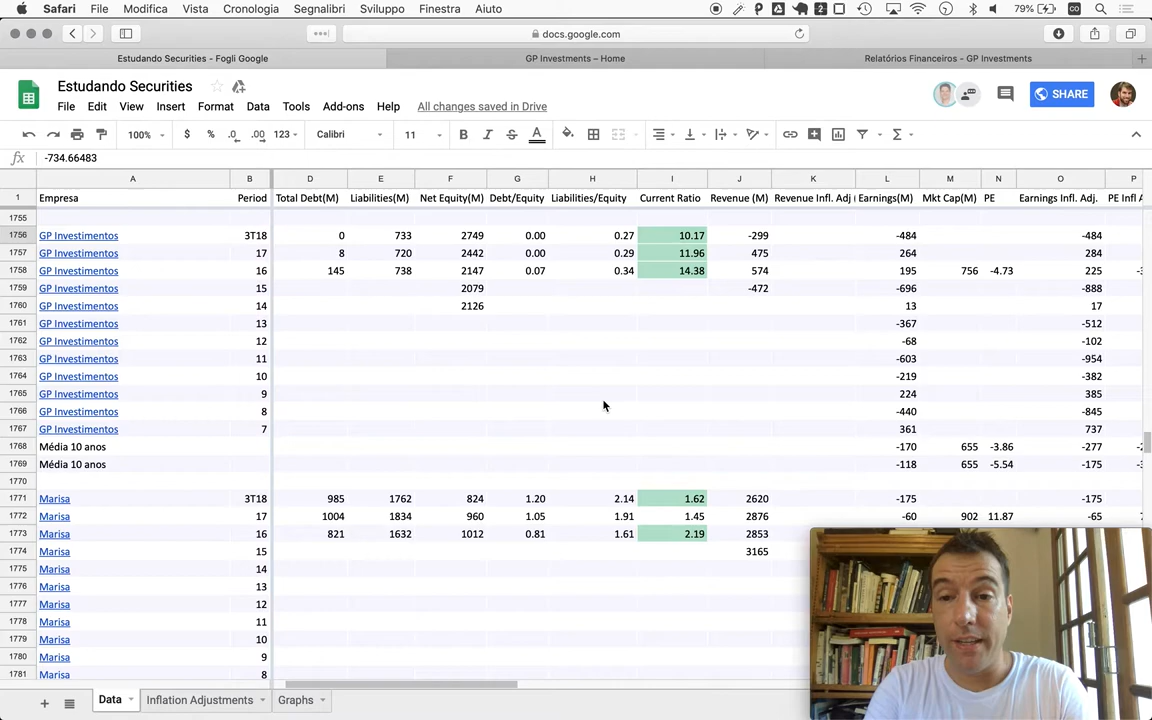 Safari File Modifica Vista Cronologia Segnalibri Sviluppo Finestra Aiuto 2 79%
docs.google.com
Estudando Securities - Fogli Google GP Investments – Home Relatórios Financeiros - GP Investments
Estudando Securities
File Edit View Insert Format Data Tools Add-ons Help All changes saved in Drive SHARE
100% $ % .0 .00 123 Calibri 11 B I S A
fx -734.66483
A B D E F G H I J K L M N O P
1 Empresa Period Total Debt(M) Liabilities(M) Net Equity(M) Debt/Equity Liabilities/Equity Current Ratio Revenue (M) Revenue Infl. Adj Earnings(M) Mkt Cap(M) PE Earnings Infl. Adj. PE Infl A
1755
1756 GP Investimentos 3T18 0 733 2749 0.00 0.27 10.17 -299 -484 -484
1757 GP Investimentos 17 8 720 2442 0.00 0.29 11.96 475 264 284
1758 GP Investimentos 16 145 738 2147 0.07 0.34 14.38 574 195 756 -4.73 225
1759 GP Investimentos 15 2079 -472 -696 -888
1760 GP Investimentos 14 2126 13 17
1761 GP Investimentos 13 -367 -512
1762 GP Investimentos 12 -68 -102
1763 GP Investimentos 11 -603 -954
1764 GP Investimentos 10 -219 -382
1765 GP Investimentos 9 224 385
1766 GP Investimentos 8 -440 -845
1767 GP Investimentos 7 361 737
1768 Média 10 anos -170 655 -3.86 -277
1769 Média 10 anos -118 655 -5.54 -175
1770
1771 Marisa 3T18 985 1762 824 1.20 2.14 1.62 2620 -175 -175
1772 Marisa 17 1004 1834 960 1.05 1.91 1.45 2876 -60 902 11.87 -65
1773 Marisa 16 821 1632 1012 0.81 1.61 2.19 2853
1774 Marisa 15 3165
1775 Marisa 14
1776 Marisa 13
1777 Marisa 12
1778 Marisa 11
1779 Marisa 10
1780 Marisa 9
1781 Marisa 8
Data Inflation Adjustments Graphs